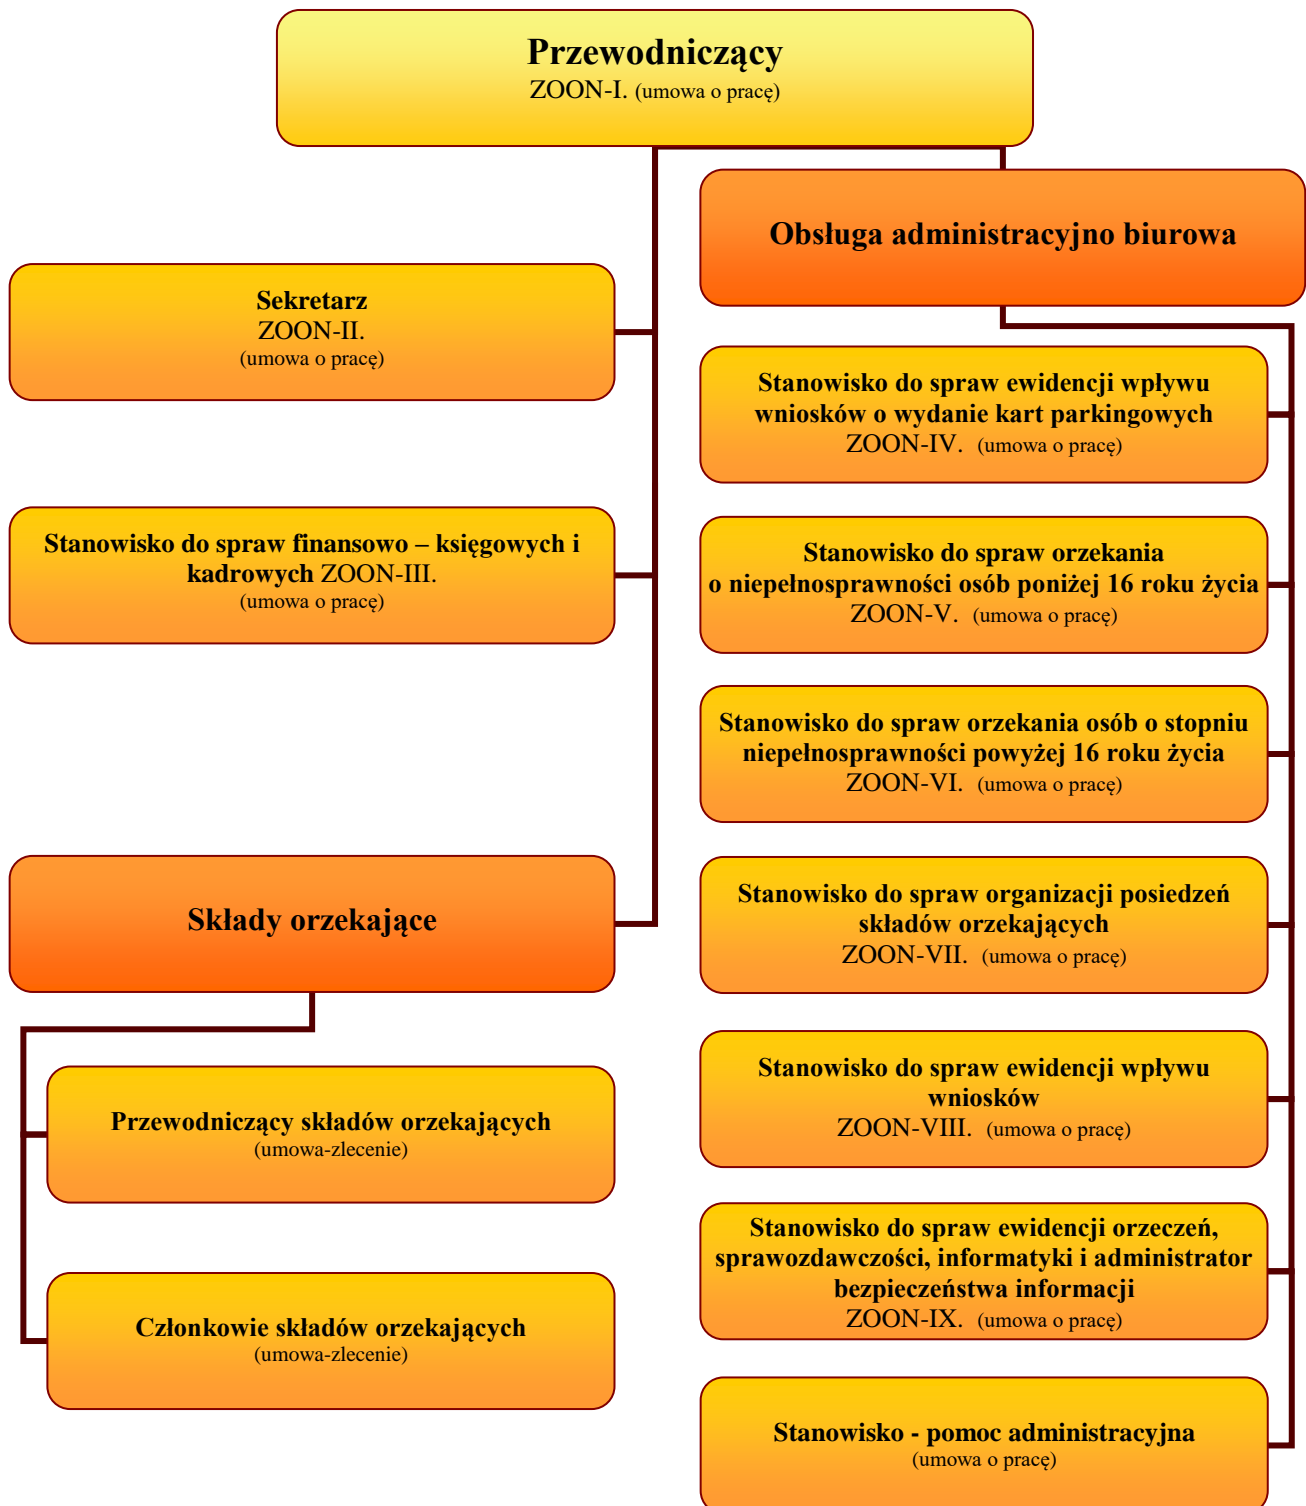 Przewodniczący
ZOON-I. (umowa o pracę)
Sekretarz
ZOON-II.
(umowa o pracę)
Stanowisko do spraw finansowo – księgowych i
kadrowych ZOON-III.
(umowa o pracę)
Składy orzekające
Przewodniczący składów orzekających
(umowa-zlecenie)
Członkowie składów orzekających
(umowa-zlecenie)
Obsługa administracyjno biurowa
Stanowisko do spraw ewidencji wpływu
wniosków o wydanie kart parkingowych
ZOON-IV. (umowa o pracę)
Stanowisko do spraw orzekania
o niepełnosprawności osób poniżej 16 roku życia
ZOON-V. (umowa o pracę)
Stanowisko do spraw orzekania osób o stopniu
niepełnosprawności powyżej 16 roku życia
ZOON-VI. (umowa o pracę)
Stanowisko do spraw organizacji posiedzeń
składów orzekających
ZOON-VII. (umowa o pracę)
Stanowisko do spraw ewidencji wpływu
wniosków
ZOON-VIII. (umowa o pracę)
Stanowisko do spraw ewidencji orzeczeń,
sprawozdawczości, informatyki i administrator
bezpieczeństwa informacji
ZOON-IX. (umowa o pracę)
Stanowisko - pomoc administracyjna
(umowa o pracę)